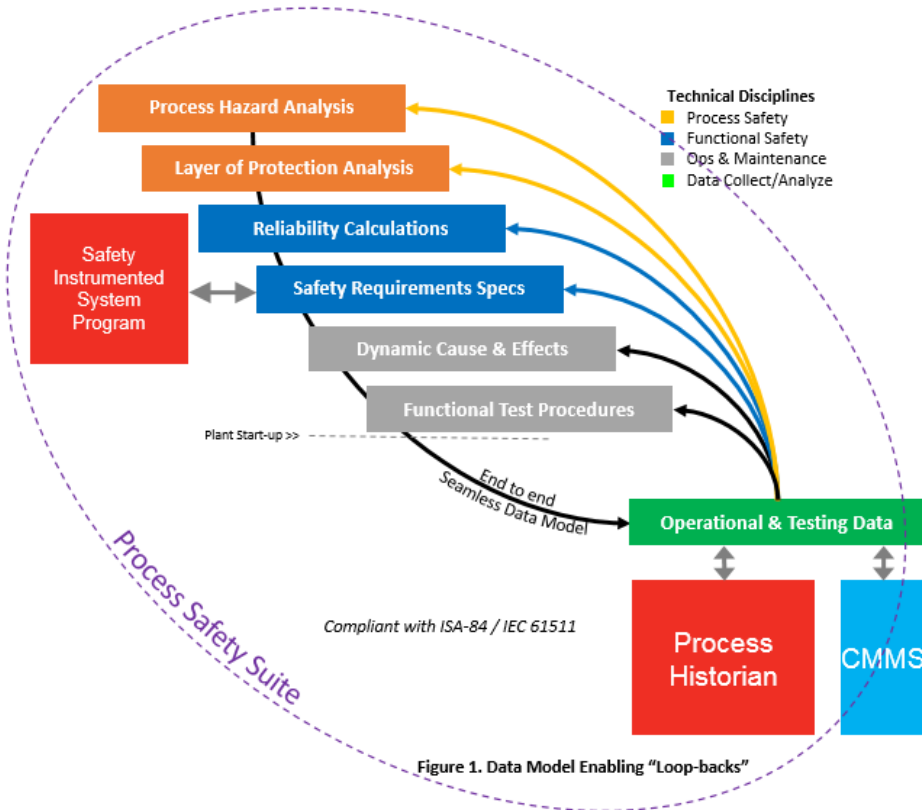 Process Hazard Analysis
Layer of Protection Analysis
Reliability Calculations
Safety Requirements Specs
Dynamic Cause & Effects
Functional Test Procedures
Technical Disciplines
Process Safety
Functional Safety
Ops & Maintenance
Data Collect/Analyze
Safety
Instrumented
System
Program
Plant Start-up >>
End to end
Seamless Data Model
Operational & Testing Data
Process Safety Suite
Compliant with ISA-84 / IEC 61511
Process
Historian
CMMS
Figure 1. Data Model Enabling “Loop-backs”